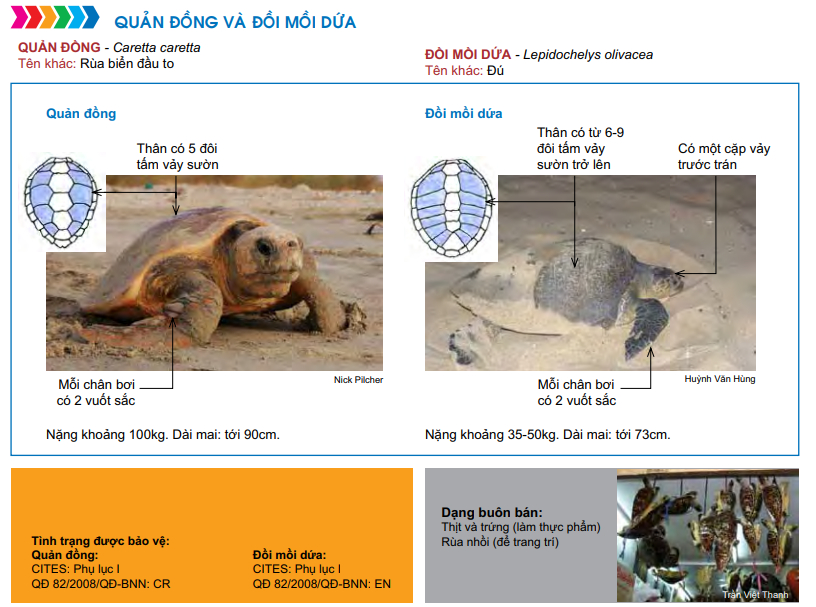 QUẢN ĐỒNG VÀ ĐỒI MỒI DỨA
QUẢN ĐỒNG - Caretta caretta
Tên khác: Rùa biển đầu to
ĐỒI MỒI DỨA - Lepidochelys olivacea
Tên khác: Đú
Quản đồng
Thân có 5 đôi
tấm vảy sườn
Mỗi chân bơi
có 2 vuốt sắc
Nick Pilcher
Nặng khoảng 100kg. Dài mai: tới 90cm.
Đồi mồi dứa
Thân có từ 6-9
đôi tấm vảy
sườn trở lên
Có một cặp vảy
trước trán
Mỗi chân bơi
có 2 vuốt sắc
Huỳnh Văn Hùng
Nặng khoảng 35-50kg. Dài mai: tới 73cm.
Tình trạng được bảo vệ:
Quản đồng:
CITES: Phụ lục I
QĐ 82/2008/QĐ-BNN: CR
Đồi mồi dứa:
CITES: Phụ lục I
QĐ 82/2008/QĐ-BNN: EN
Dạng buôn bán:
Thịt và trứng (làm thực phẩm)
Rùa nhồi (để trang trí)
Trần Việt Thanh